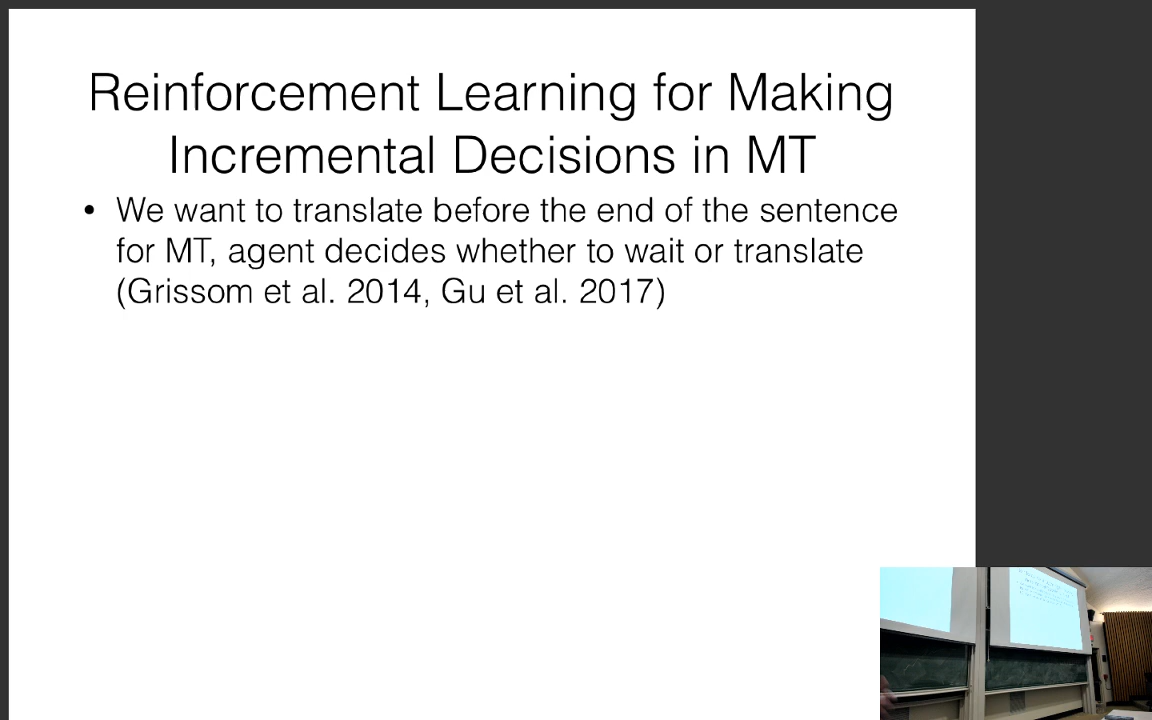 Reinforcement Learning for Making
Incremental Decisions in MT
• We want to translate before the end of the sentence
for MT, agent decides whether to wait or translate
(Grissom et al. 2014, Gu et al. 2017)